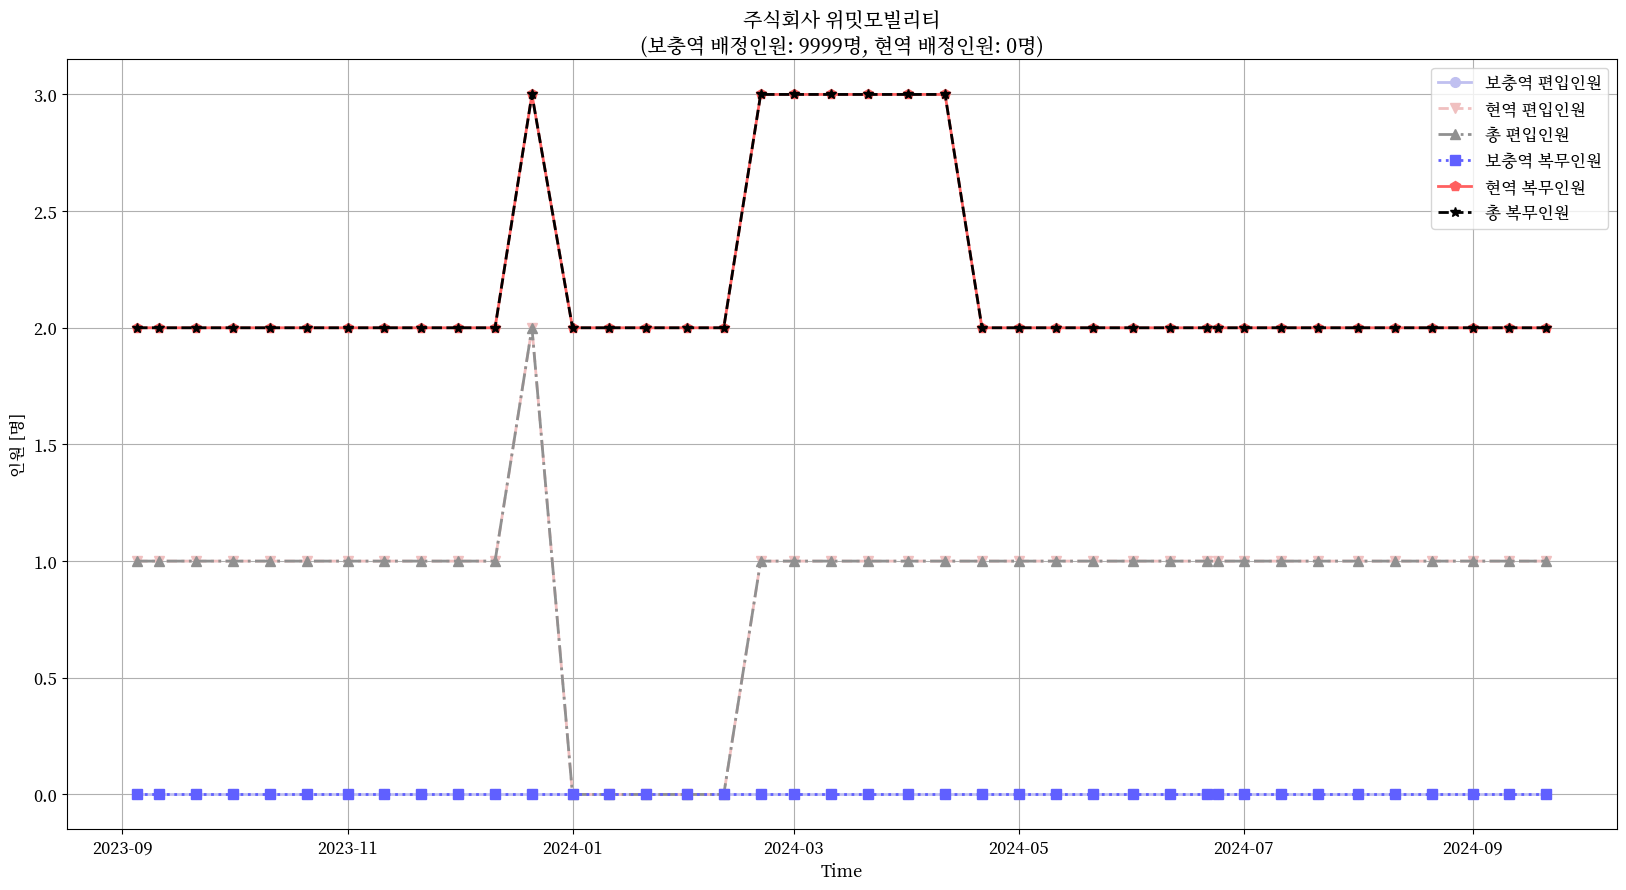 주식회사 위밋모빌리티
(보충역 배정인원: 9999명, 현역 배정인원: 0명)
보충역 편입인원
현역 편입인원
총 편입인원
보충역 복무인원
현역 복무인원
총 복무인원
3.0
2.5
2.0
1.5
1.0
0.5
0.0
인원 [명]
2023-09
2023-11
2024-01
2024-03
2024-05
2024-07
2024-09
Time